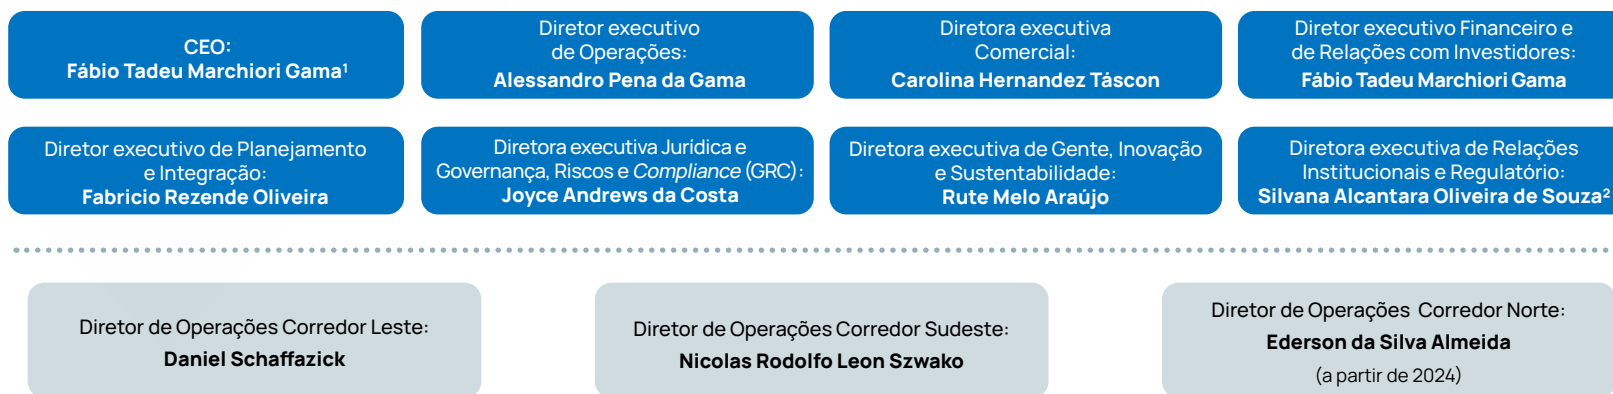 CEO:
Fábio Tadeu Marchiori Gama¹
Diretor executivo
de Operações:
Alessandro Pena da Gama
Diretora executiva
Comercial:
Carolina Hernandez Táscon
Diretor executivo Financeiro e
de Relações com Investidores:
Fábio Tadeu Marchiori Gama
Diretor executivo de Planejamento
e Integração:
Fabricio Rezende Oliveira
Diretora executiva Jurídica e
Governança, Riscos e Compliance (GRC):
Joyce Andrews da Costa
Diretora executiva de Gente, Inovação
e Sustentabilidade:
Rute Melo Araújo
Diretora executiva de Relações
Institucionais e Regulatório:
Silvana Alcantara Oliveira de Souza²
Diretor de Operações Corredor Leste:
Daniel Schaffazick
Diretor de Operações Corredor Sudeste:
Nicolas Rodolfo Leon Szwako
Diretor de Operações Corredor Norte:
Ederson da Silva Almeida
(a partir de 2024)